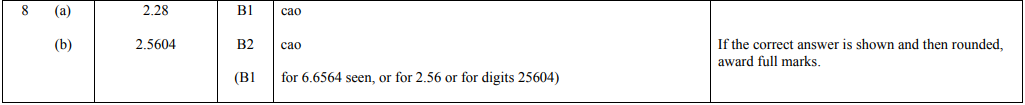 8 (a) 2.28 B1 cao
(b) 2.5604 B2 cao If the correct answer is shown and then rounded,
award full marks.
(B1 for 6.6564 seen, or for 2.56 or for digits 25604)